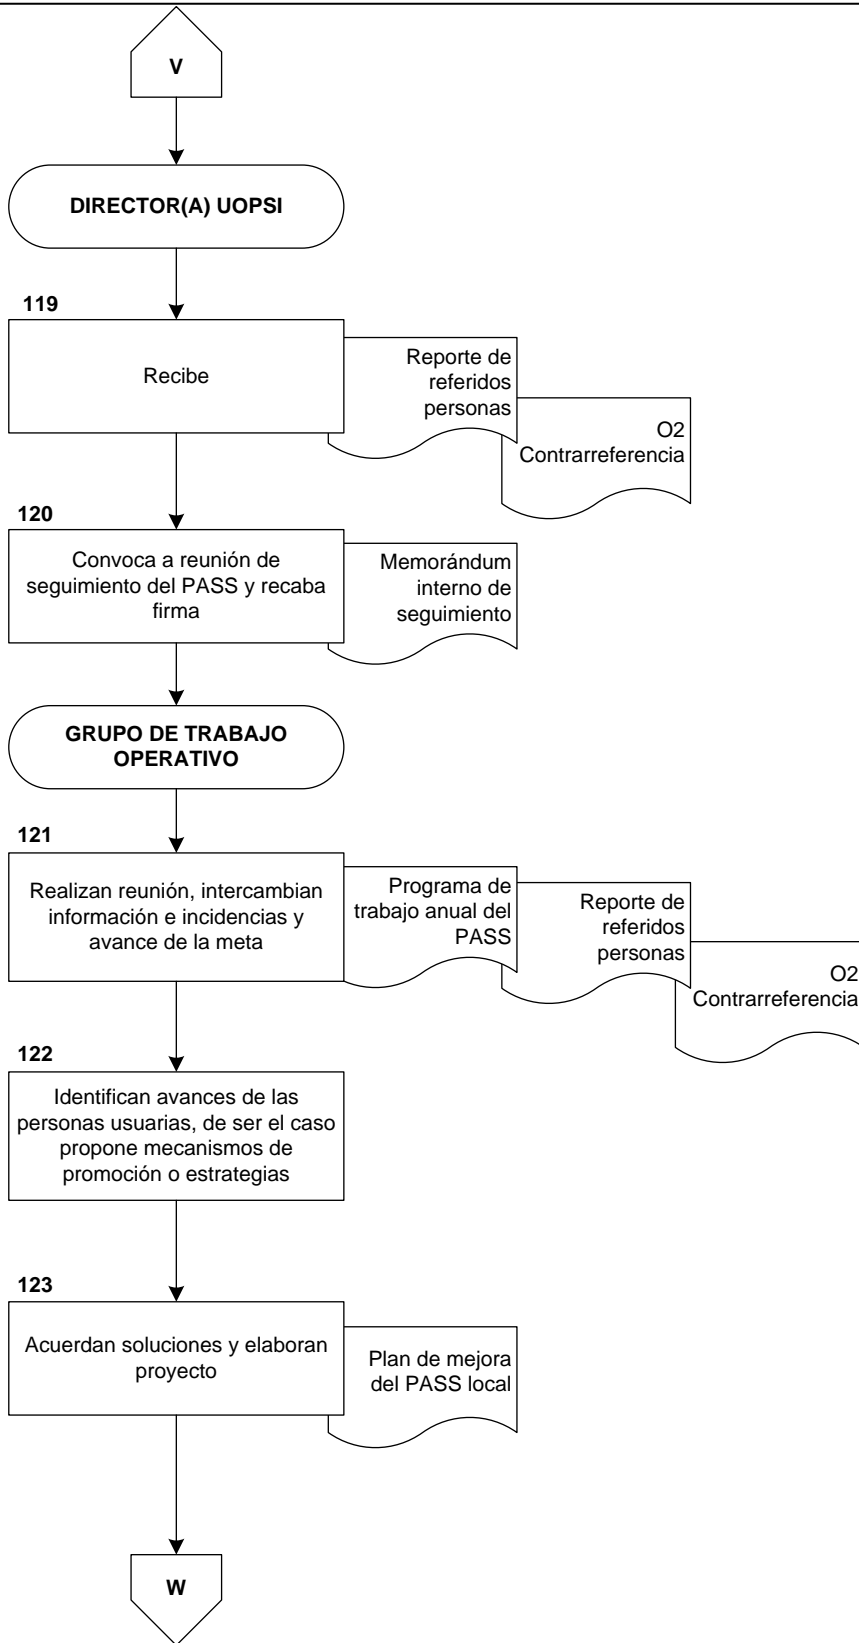 V
DIRECTOR(A) UOPSI
119
Recibe
Reporte de
referidos
personas
O2
Contrarreferencia
120
Convoca a reunión de
seguimiento del PASS y recaba
firma
Memorándum
interno de
seguimiento
GRUPO DE TRABAJO
OPERATIVO
121
Realizan reunión, intercambian
información e incidencias y
avance de la meta
Programa de
trabajo anual del
PASS
Reporte de
referidos
personas
O2
Contrarreferencia
122
Identifican avances de las
personas usuarias, de ser el caso
propone mecanismos de
promoción o estrategias
123
Acuerdan soluciones y elaboran
proyecto
Plan de mejora
del PASS local
W